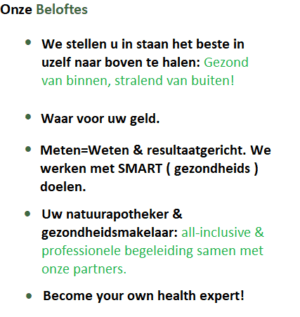 Onze Beloftes
• We stellen u in staan het beste in
uzelf naar boven te halen: Gezond
van binnen, stralend van buiten!
• Waar voor uw geld.
• Meten=Weten & resultaatgericht. We
werken met SMART ( gezondheids )
doelen.
• Uw natuurapotheker &
gezondheidsmakelaar: all-inclusive &
professionele begeleiding samen met
onze partners.
• Become your own health expert!